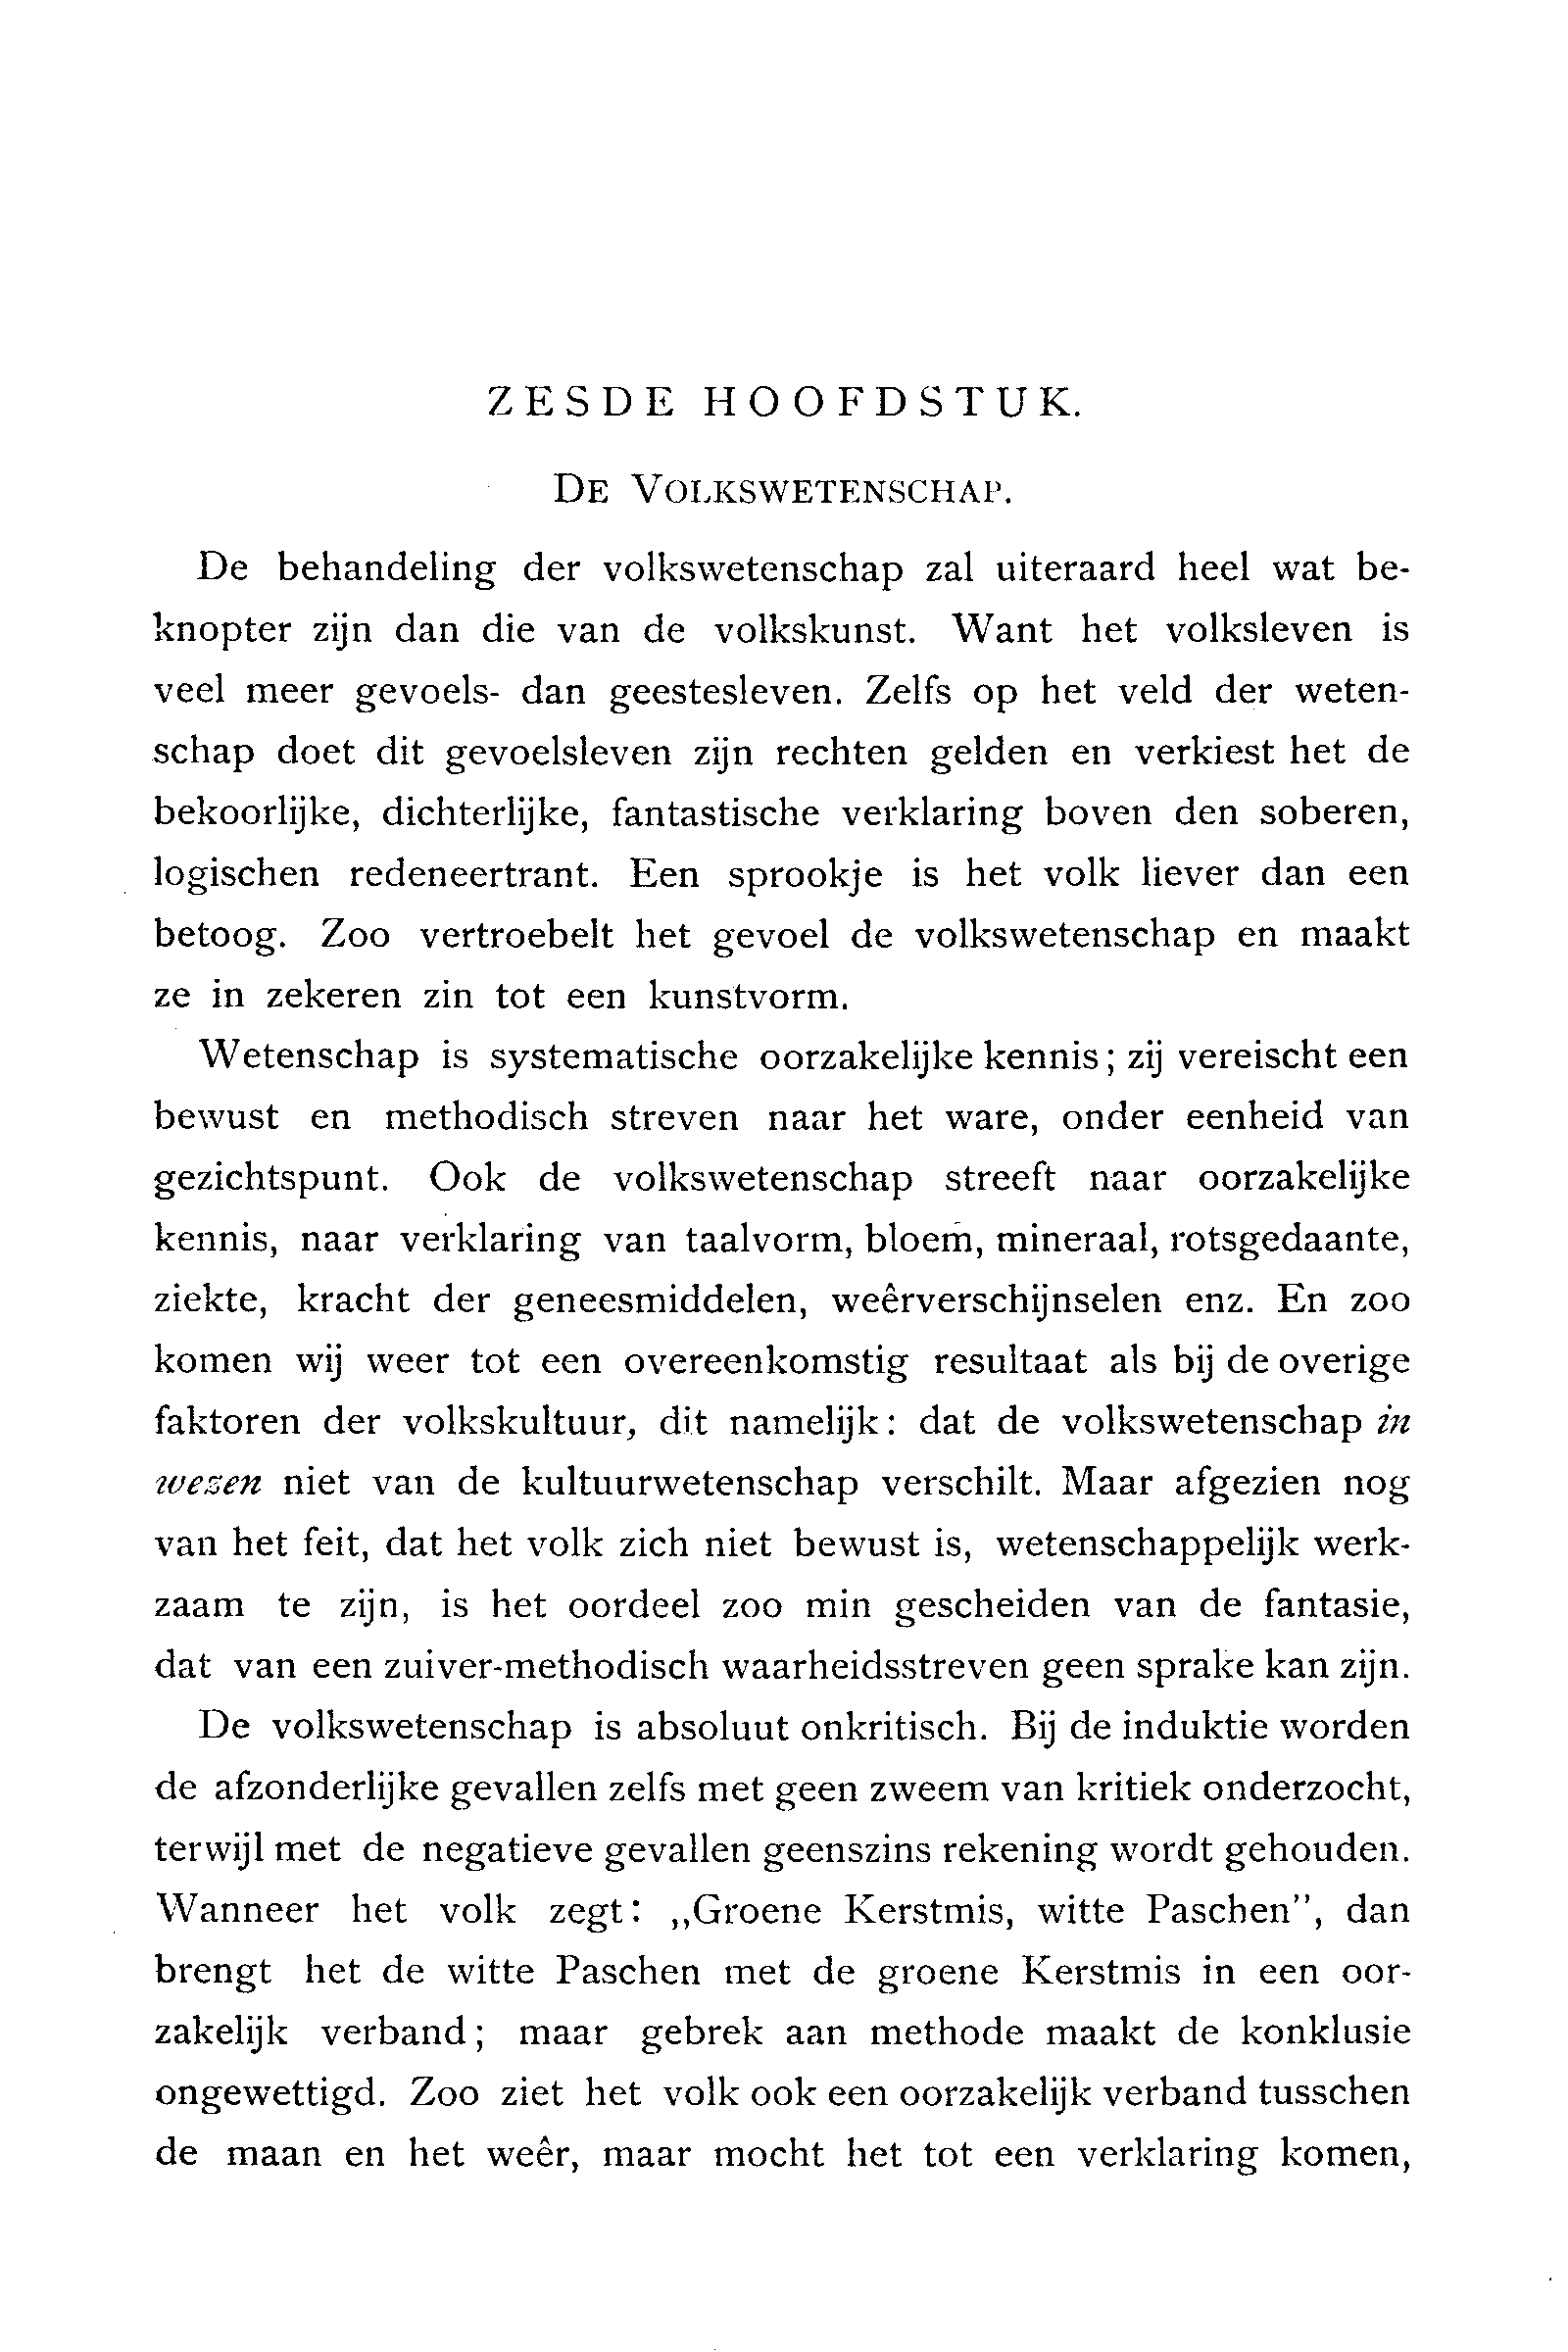 ZESDE HOOFDSTUK.
DE VOLKSWETENSCHAP.
De behandeling der volkswetenschap zal uiteraard heel wat be-
knopter zijn dan die van de volkskunst. Want het volksleven is
veel meer gevoels- dan geestesleven. Zelfs op het veld der weten-
schap doet dit gevoelsleven zijn rechten gelden en verkiest het de
bekoorlijke, dichterlijke, fantastische verklaring boven den soberen,
logischen redeneertrant. Een sprookje is het volk liever dan een
betoog. Zoo vertroebelt het gevoel de volkswetenschap en maakt
ze in zekeren zin tot een kunstvorm.
Wetenschap is systematische oorzakelijke kennis; zij vereischt een
bewust en methodisch streven naar het ware, onder eenheid van
gezichtspunt. Ook de volkswetenschap streeft naar oorzakelijke
kennis, naar verklaring van taalvorm, bloem, mineraal, rotsgedaante,
ziekte, kracht der geneesmiddelen, weêrverschijnselen enz. En zoo
komen wij weer tot een overeenkomstig resultaat als bij de overige
faktoren der volkskultuur, dit namelijk: dat de volkswetenschap in
wezen niet van de kultuurwetenschap verschilt. Maar afgezien nog
van het feit, dat het volk zich niet bewust is, wetenschappelijk werk-
zaam te zijn, is het oordeel zoo min gescheiden van de fantasie,
dat van een zuiver-methodisch waarheidsstreven geen sprake kan zijn.
De volkswetenschap is absoluut onkritisch. Bij de induktie worden
de afzonderlijke gevallen zelfs met geen zweem van kritiek onderzocht,
terwijl met de negatieve gevallen geenszins rekening wordt gehouden.
Wanneer het volk zegt: „Groene Kerstmis, witte Paschen”, dan
brengt het de witte Paschen met de groene Kerstmis in een oor-
zakelijk verband; maar gebrek aan methode maakt de konklusie
ongewettigd. Zoo ziet het volk ook een oorzakelijk verband tusschen
de maan en het weêr, maar mocht het tot een verklaring komen,